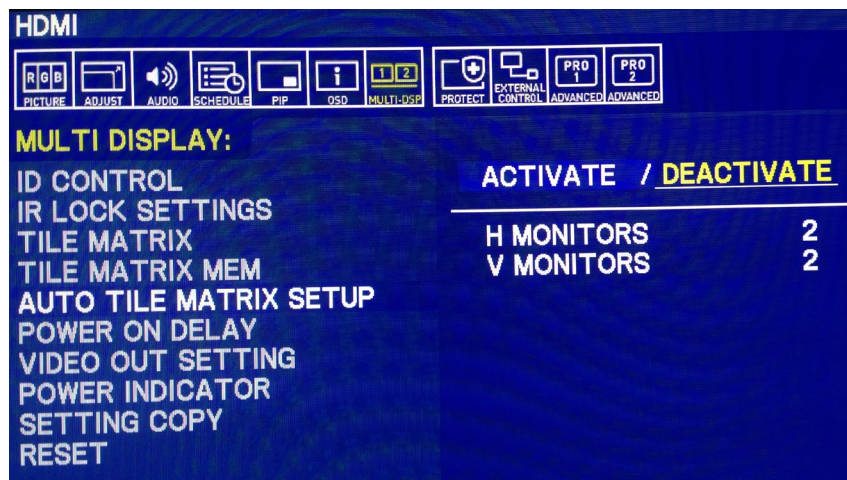 HDMI
RGB 1 2 PRO 1 PRO 2
PICTURE ADJUST AUDIO SCHEDULE PIP OSD MULTI-DSP PROTECT EXTERNAL CONTROL ADVANCED ADVANCED
MULTI DISPLAY:
ID CONTROL
IR LOCK SETTINGS
TILE MATRIX
TILE MATRIX MEM
AUTO TILE MATRIX SETUP
POWER ON DELAY
VIDEO OUT SETTING
POWER INDICATOR
SETTING COPY
RESET
ACTIVATE / DEACTIVATE
H MONITORS 2
V MONITORS 2